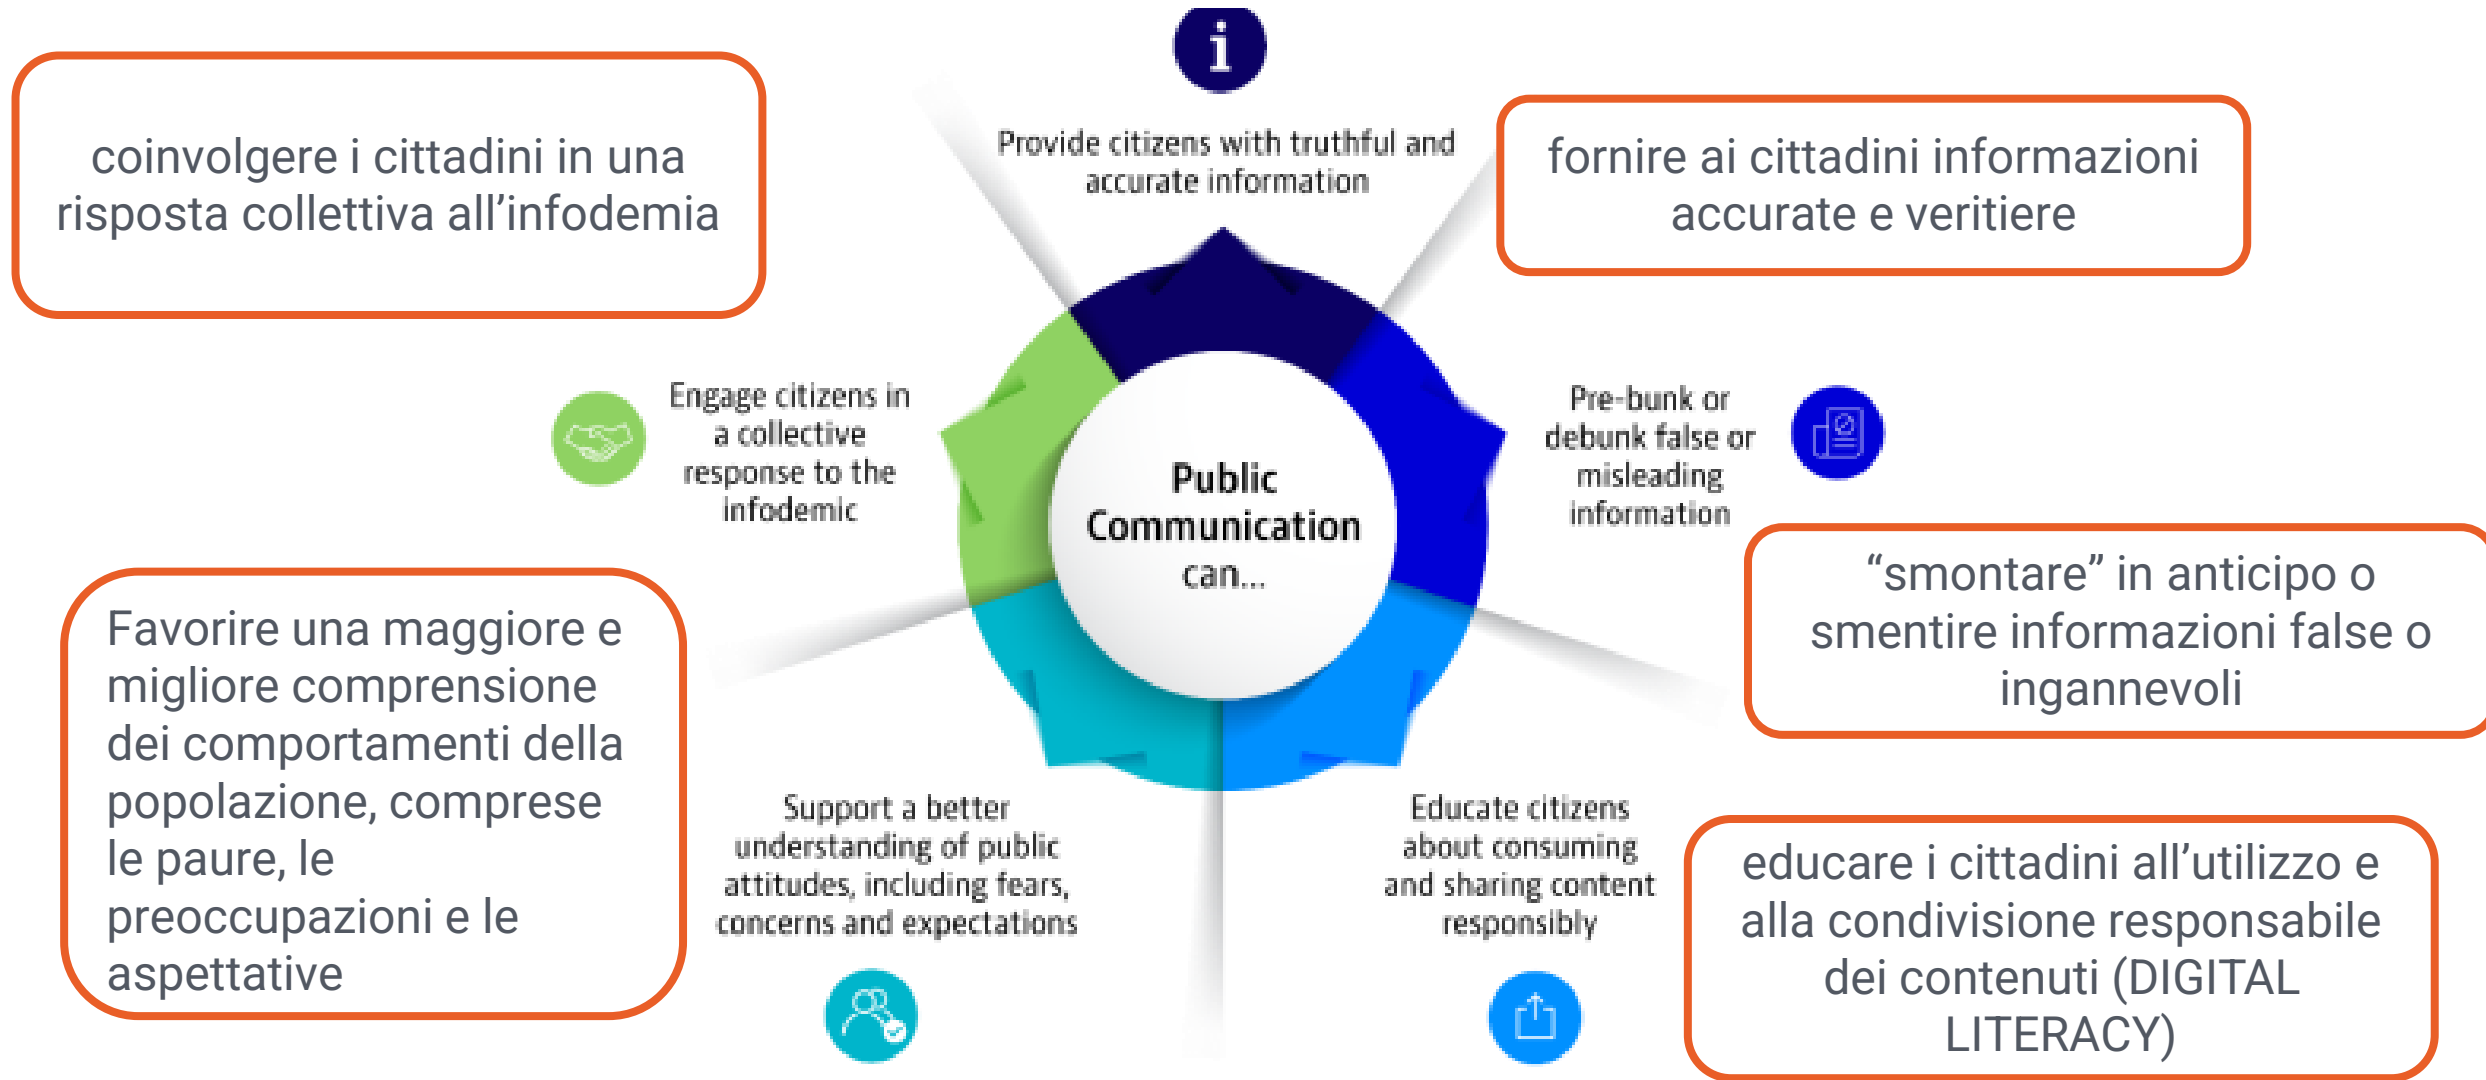 i
Provide citizens with truthful and
accurate information
coinvolgere i cittadini in una
risposta collettiva all’infodemia
fornire ai cittadini informazioni
accurate e veritiere
Engage citizens in
a collective
response to the
infodemic
Pre-bunk or
debunk false or
misleading
information
Public
Communication
can...
“smontare” in anticipo o
smentire informazioni false o
ingannevoli
Favorire una maggiore e
migliore comprensione
dei comportamenti della
popolazione, comprese
le paure, le
preoccupazioni e le
aspettative
Support a better
understanding of public
attitudes, including fears,
concerns and expectations
Educate citizens
about consuming
and sharing content
responsibly
educare i cittadini all’utilizzo e
alla condivisione responsabile
dei contenuti (DIGITAL
LITERACY)